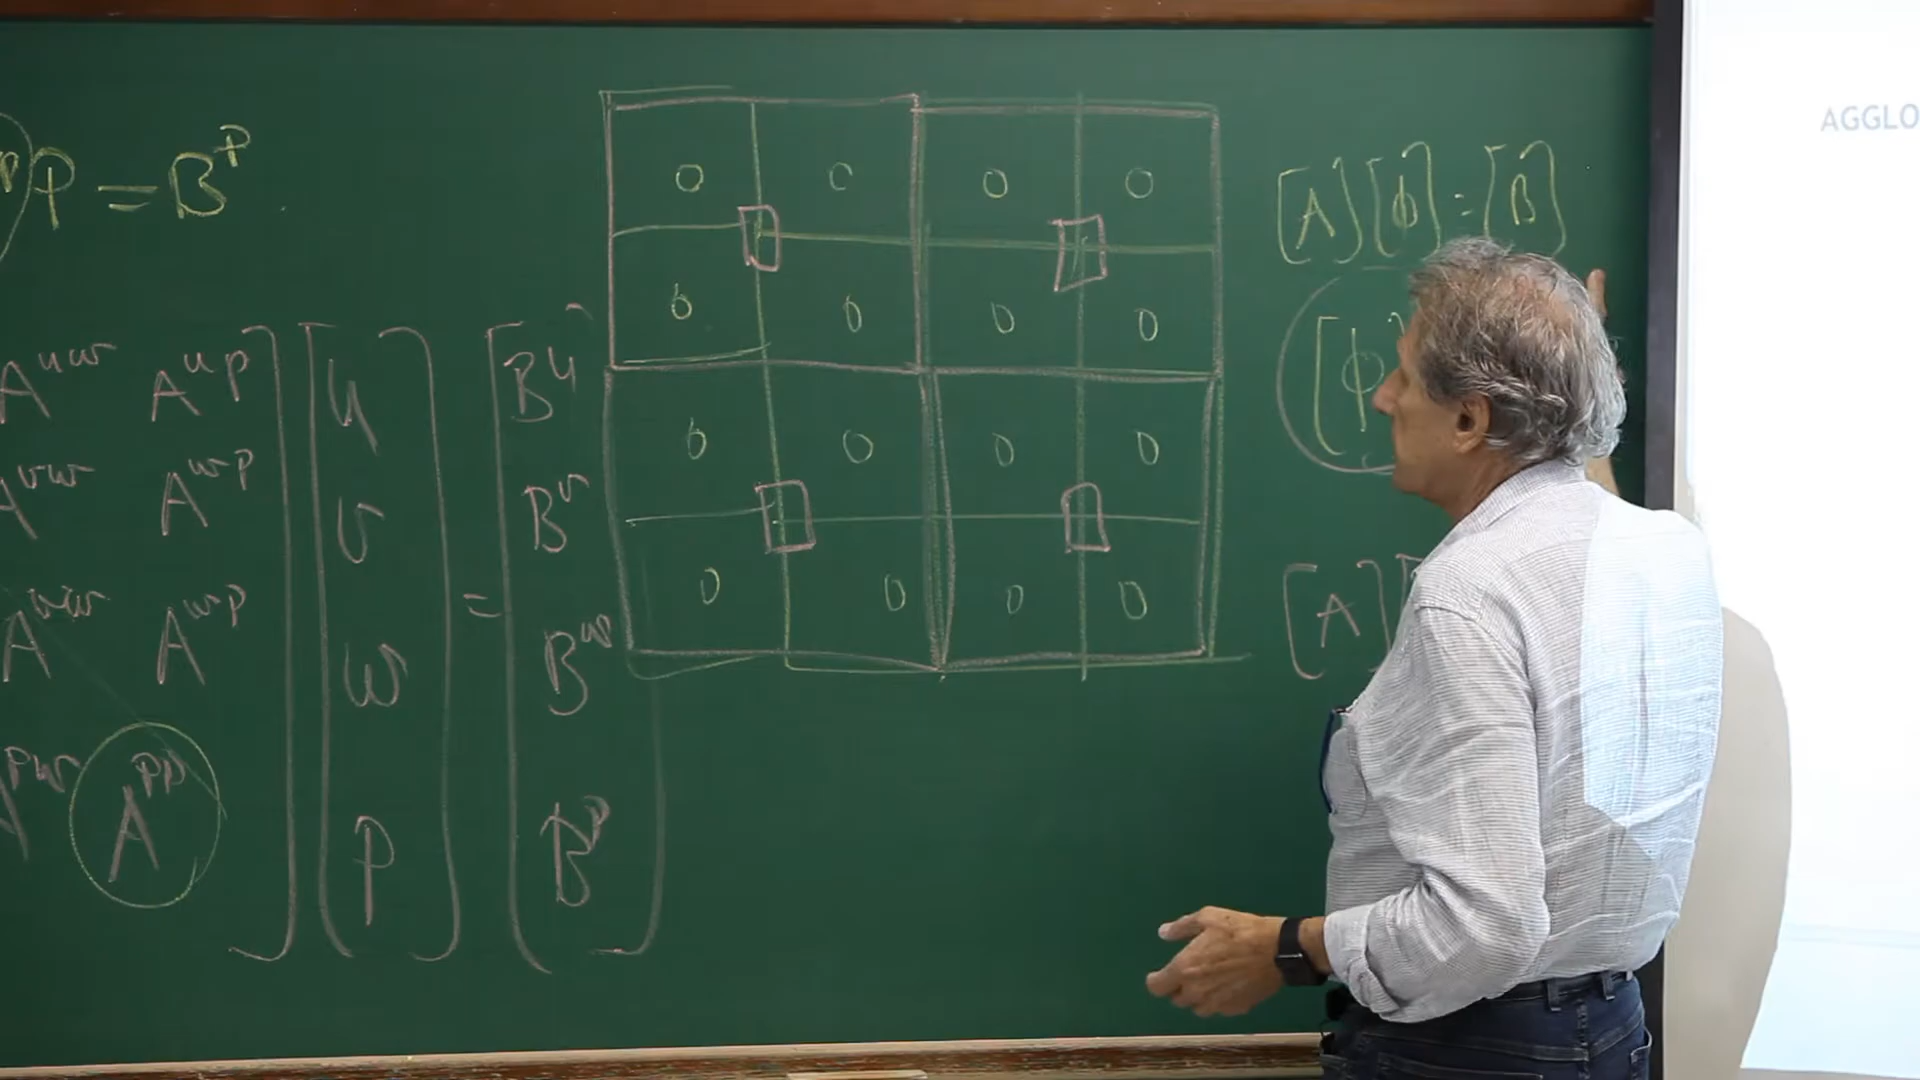 P P = B^P
A^uw A^up u B^u
A^vw A^vp v B^v
A^ww A^wp w = B^w
A^pw A^pp P B^p
0 0 0 0
0 0 0 0
0 0 0 0
0 0 0 0
[A][ϕ]=[B]
[ϕ
[A][
AGGLO